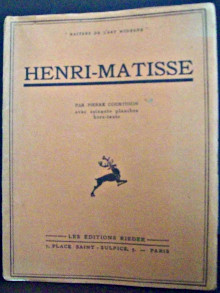 "MAITRES DE L'ART MODERNE"
HENRI-MATISSE
PAR PIERRE COURTHION
avec soixante planches
hors-texte
LES ÉDITIONS RIEDER
7, PLACE SAINT-SULPICE, 7. — PARIS